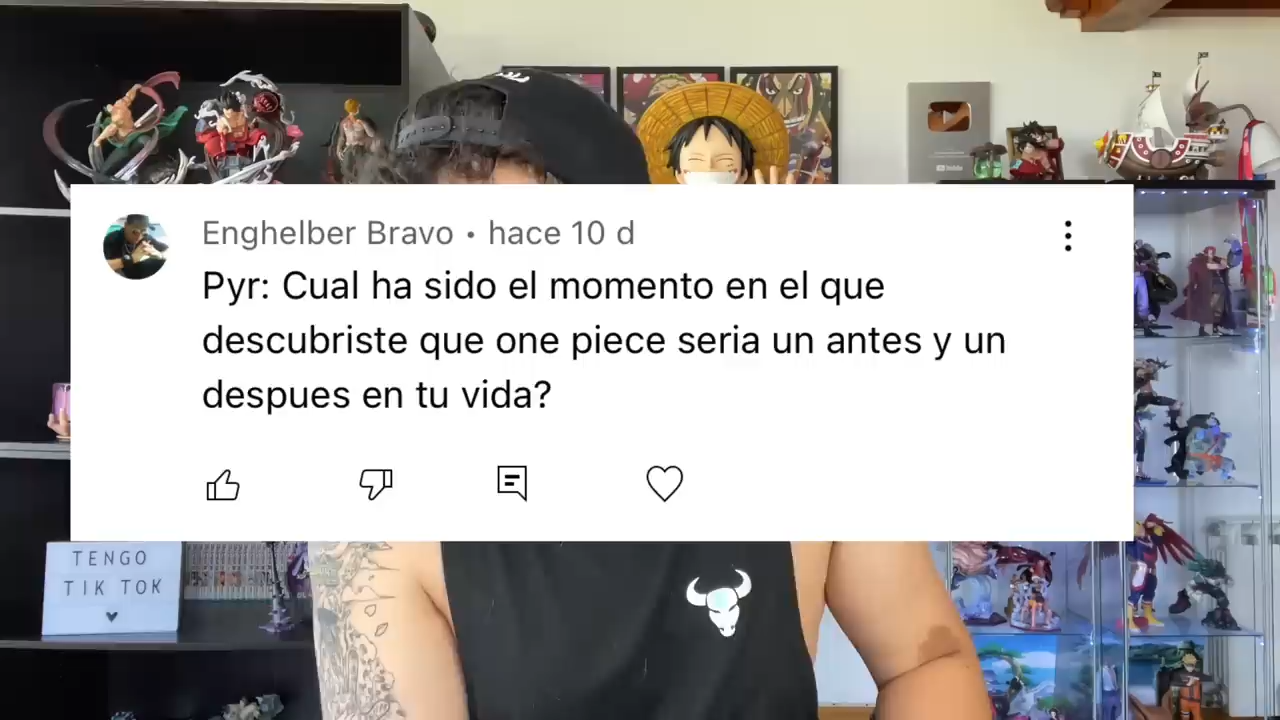 Enghelber Bravo • hace 10 d
Pyr: Cual ha sido el momento en el que
descubriste que one piece seria un antes y un
despues en tu vida?
TENGO
TIK TOK